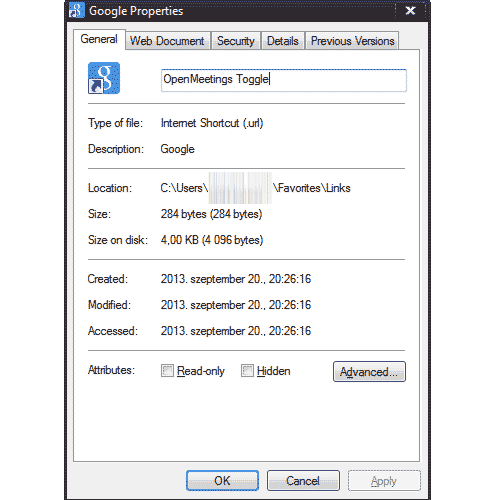 Google Properties
General Web Document Security Details Previous Versions
OpenMeetings Toggle
Type of file: Internet Shortcut (.url)
Description: Google
Location: C:\Users\ \Favorites\Links
Size: 284 bytes (284 bytes)
Size on disk: 4,00 KB (4 096 bytes)
Created: 2013. szeptember 20., 20:26:16
Modified: 2013. szeptember 20., 20:26:16
Accessed: 2013. szeptember 20., 20:26:16
Attributes: Read-only Hidden Advanced...
OK Cancel Apply